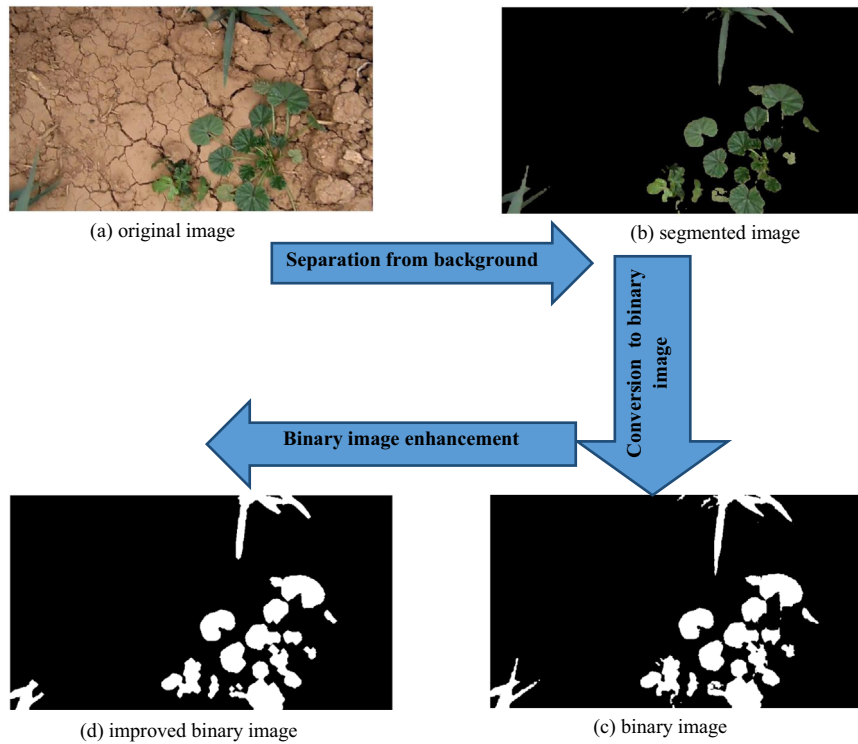 (a) original image
(b) segmented image
Separation from background
Conversion to binary
image
Binary image enhancement
(d) improved binary image
(c) binary image